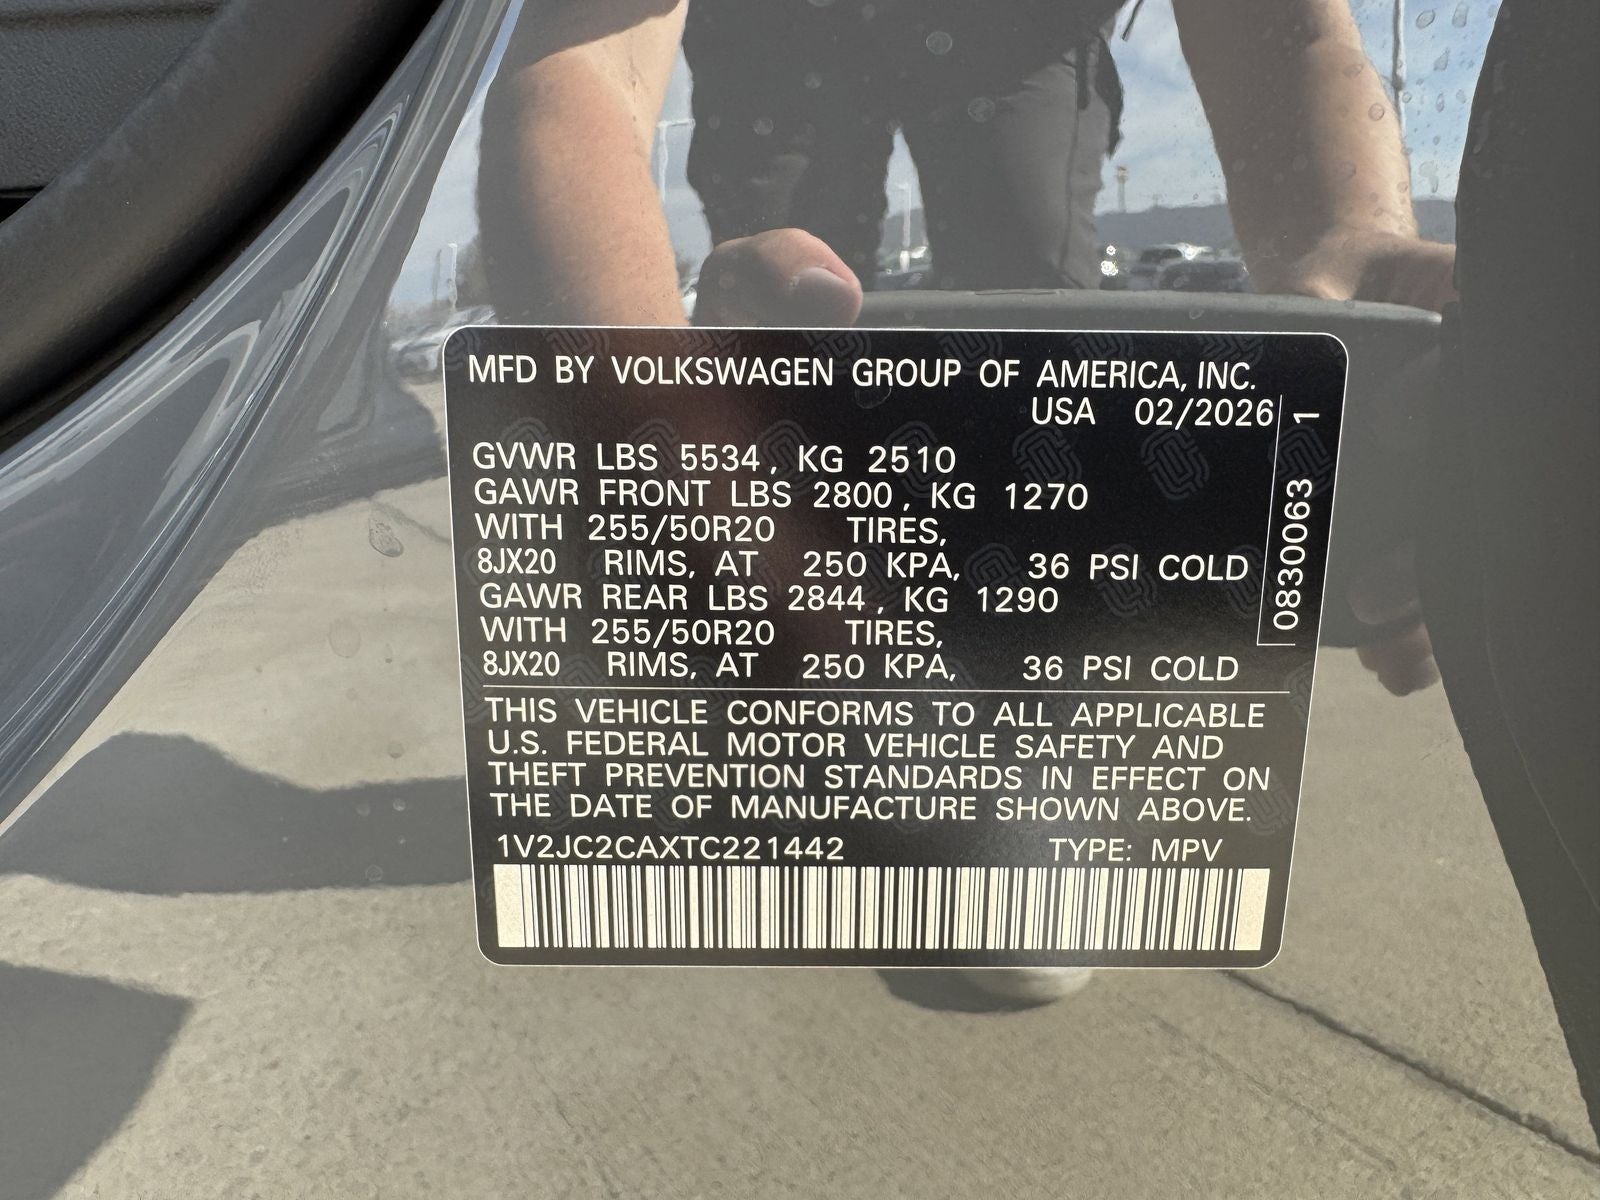 MFD BY VOLKSWAGEN GROUP OF AMERICA, INC.
USA 02/2026
GVWR LBS 5534, KG 2510
GAWR FRONT LBS 2800, KG 1270
WITH 255/50R20 TIRES,
8JX20 RIMS, AT 250 KPA, 36 PSI COLD
GAWR REAR LBS 2844, KG 1290
WITH 255/50R20 TIRES,
8JX20 RIMS, AT 250 KPA, 36 PSI COLD
0830063 1
THIS VEHICLE CONFORMS TO ALL APPLICABLE
U.S. FEDERAL MOTOR VEHICLE SAFETY AND
THEFT PREVENTION STANDARDS IN EFFECT ON
THE DATE OF MANUFACTURE SHOWN ABOVE.
1V2JC2CAXTC221442 TYPE: MPV